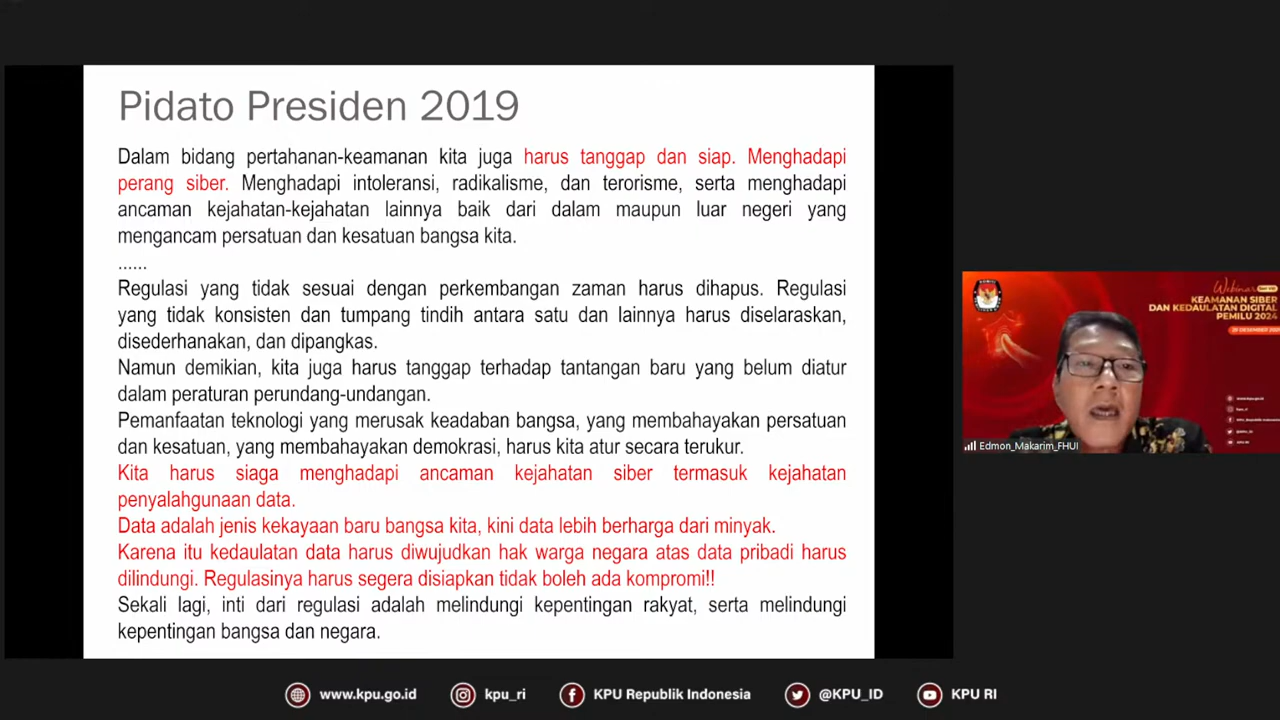 Pidato Presiden 2019
Dalam bidang pertahanan-keamanan kita juga harus tanggap dan siap. Menghadapi
perang siber. Menghadapi intoleransi, radikalisme, dan terorisme, serta menghadapi
ancaman kejahatan-kejahatan lainnya baik dari dalam maupun luar negeri yang
mengancam persatuan dan kesatuan bangsa kita.
......
Regulasi yang tidak sesuai dengan perkembangan zaman harus dihapus. Regulasi
yang tidak konsisten dan tumpang tindih antara satu dan lainnya harus diselaraskan,
disederhanakan, dan dipangkas.
Namun demikian, kita juga harus tanggap terhadap tantangan baru yang belum diatur
dalam peraturan perundang-undangan.
Pemanfaatan teknologi yang merusak keadaban bangsa, yang membahayakan persatuan
dan kesatuan, yang membahayakan demokrasi, harus kita atur secara terukur.
Kita harus siaga menghadapi ancaman kejahatan siber termasuk kejahatan
penyalahgunaan data.
Data adalah jenis kekayaan baru bangsa kita, kini data lebih berharga dari minyak.
Karena itu kedaulatan data harus diwujudkan hak warga negara atas data pribadi harus
dilindungi. Regulasinya harus segera disiapkan tidak boleh ada kompromi!!
Sekali lagi, inti dari regulasi adalah melindungi kepentingan rakyat, serta melindungi
kepentingan bangsa dan negara.
Webinar
KEAMANAN SIBER
DAN KEDAULATAN DIGITAL
PEMILU 2024
Edmon_Makarim_FHUI
www.kpu.go.id
kpu_ri
KPU Republik Indonesia
@KPU_ID
KPU RI